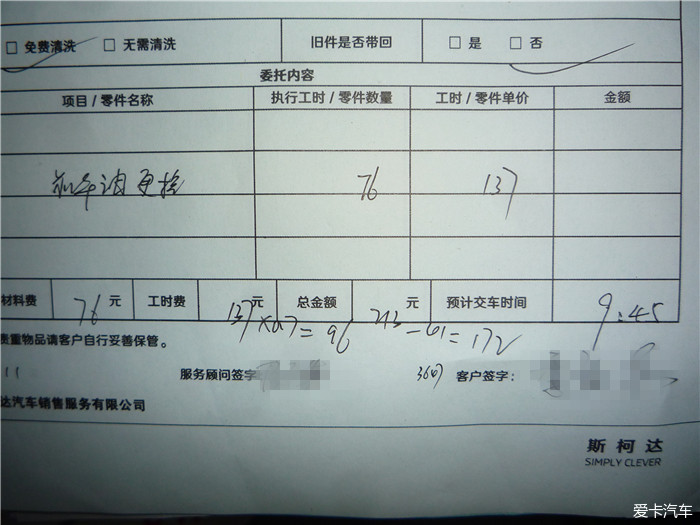 □ 免费清洗 □ 无需清洗 旧件是否带回 □ 是 □ 否
委托内容
项目 / 零件名称 执行工时 / 零件数量 工时 / 零件单价 金额
更换 76 137
材料费 76 元 工时费 137 元 总金额 213 元 预计交车时间 9:45
×0.7=96 -61=172
贵重物品请客户自行妥善保管。
服务顾问签字 客户签字:
达汽车销售服务有限公司
斯柯达
SIMPLY CLEVER
爱卡汽车